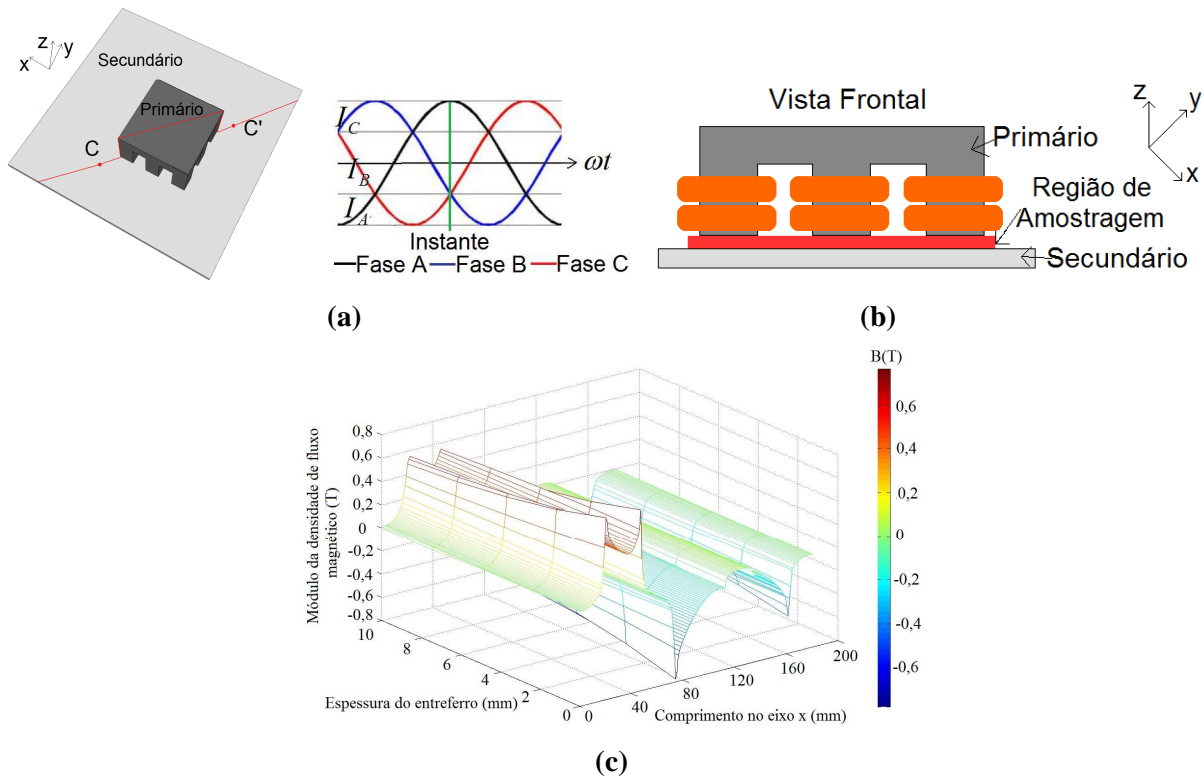 z
y
x
Secundário
Primário
C'
C
I_C
I_B
I_A
ωt
Instante
Fase A
Fase B
Fase C
(a)
Vista Frontal
z
y
x
Primário
Região de
Amostragem
Secundário
(b)
B(T)
0,6
0,4
0,2
0
-0,2
-0,4
-0,6
Módulo da densidade de fluxo
magnético (T)
0,8
0,6
0,4
0,2
0
-0,2
-0,4
-0,6
-0,8
10
8
6
4
2
0
Espessura do entreferro (mm)
0
40
80
120
160
200
Comprimento no eixo x (mm)
(c)